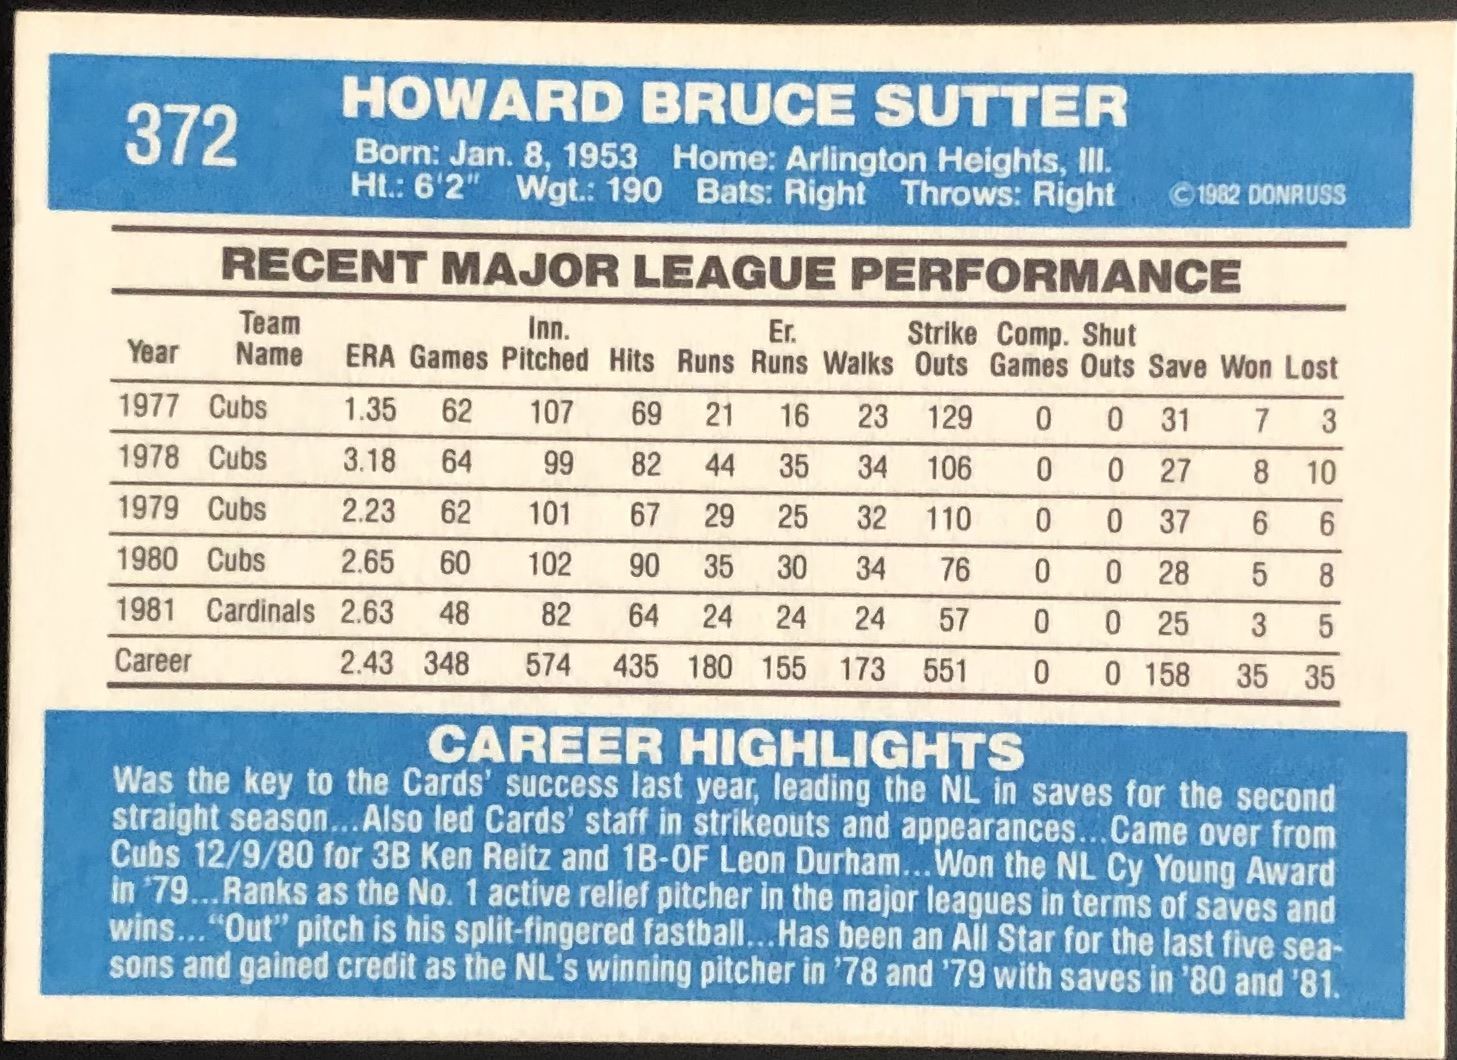 372
HOWARD BRUCE SUTTER
Born: Jan. 8, 1953 Home: Arlington Heights, Ill.
Ht.: 6'2" Wgt.: 190 Bats: Right Throws: Right ©1982 DONRUSS
RECENT MAJOR LEAGUE PERFORMANCE
Year Team Name ERA Games Inn. Pitched Hits Runs Er. Runs Walks Strike Outs Comp. Games Shut Outs Save Won Lost
1977 Cubs 1.35 62 107 69 21 16 23 129 0 0 31 7 3
1978 Cubs 3.18 64 99 82 44 35 34 106 0 0 27 8 10
1979 Cubs 2.23 62 101 67 29 25 32 110 0 0 37 6 6
1980 Cubs 2.65 60 102 90 35 30 34 76 0 0 28 5 8
1981 Cardinals 2.63 48 82 64 24 24 24 57 0 0 25 3 5
Career 2.43 348 574 435 180 155 173 551 0 0 158 35 35
CAREER HIGHLIGHTS
Was the key to the Cards' success last year, leading the NL in saves for the second
straight season...Also led Cards' staff in strikeouts and appearances...Came over from
Cubs 12/9/80 for 3B Ken Reitz and 1B-OF Leon Durham...Won the NL Cy Young Award
in '79...Ranks as the No. 1 active relief pitcher in the major leagues in terms of saves and
wins..."Out" pitch is his split-fingered fastball...Has been an All Star for the last five sea-
sons and gained credit as the NL's winning pitcher in '78 and '79 with saves in '80 and '81.